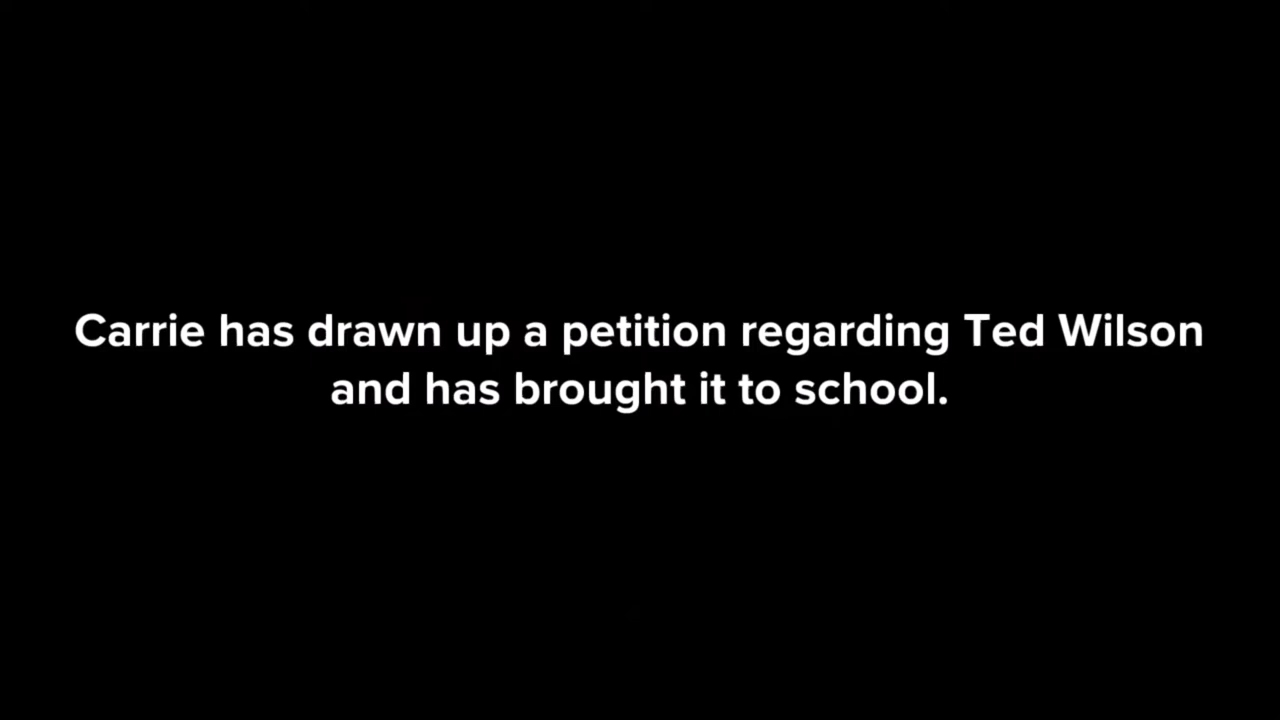 Carrie has drawn up a petition regarding Ted Wilson
and has brought it to school.